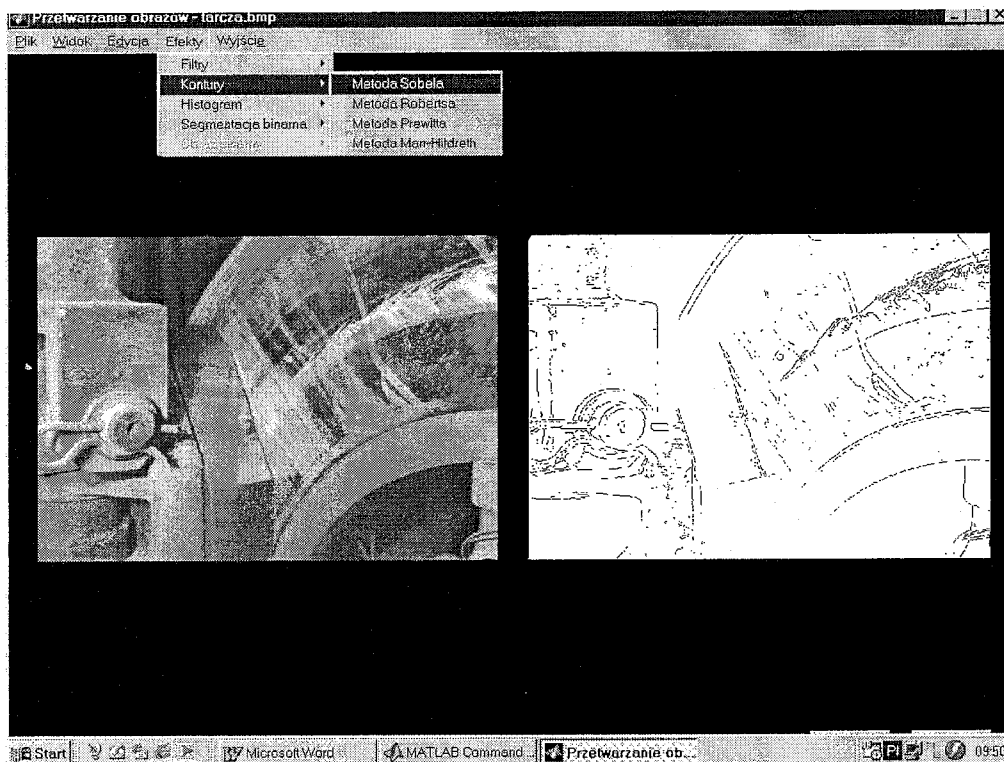 Przetwarzanie obrazów - tarcza.bmp
Plik Widok Edycja Efekty Wyjście
Filtry
Kontury
Histogram
Segmentacja binarna
Metoda Sobela
Metoda Robertsa
Metoda Prewitta
Metoda Marr-Hildreth
Start
Microsoft Word
MATLAB Command...
Przetwarzanie ob...
Pl
09:50